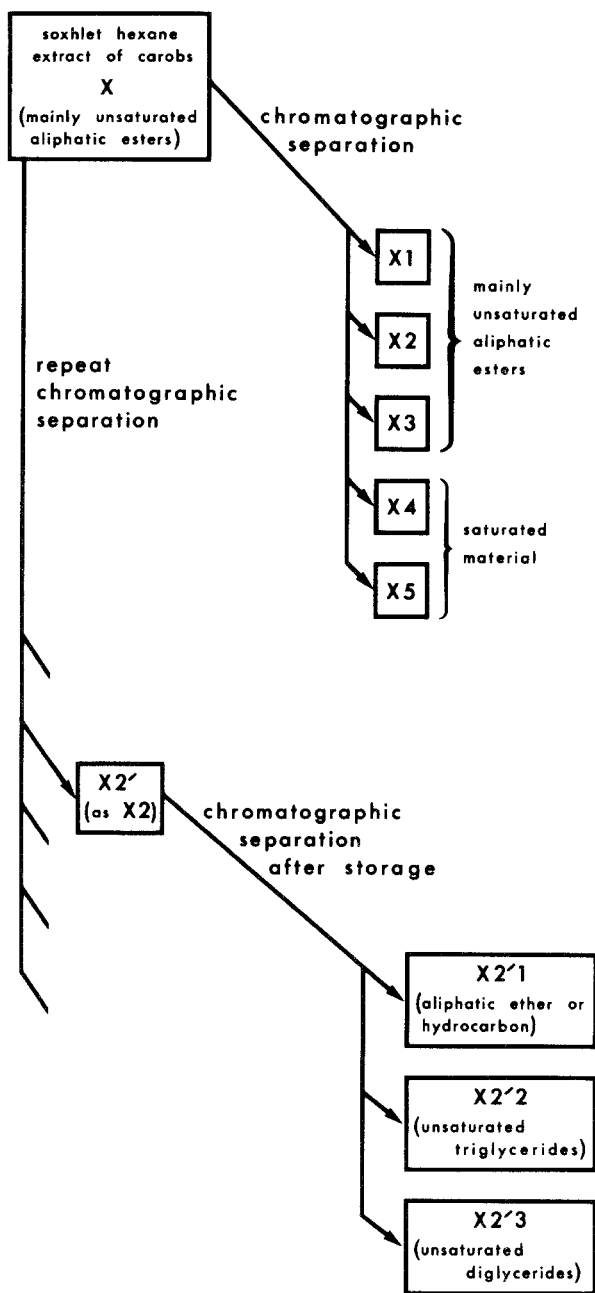 soxhlet hexane
extract of carobs
X
(mainly unsaturated
aliphatic esters)
chromatographic
separation
X1
X2
X3
X4
X5
mainly
unsaturated
aliphatic
esters
saturated
material
repeat
chromatographic
separation
X2′
(as X2)
chromatographic
separation
after storage
X2′1
(aliphatic ether or
hydrocarbon)
X2′2
(unsaturated
triglycerides)
X2′3
(unsaturated
diglycerides)